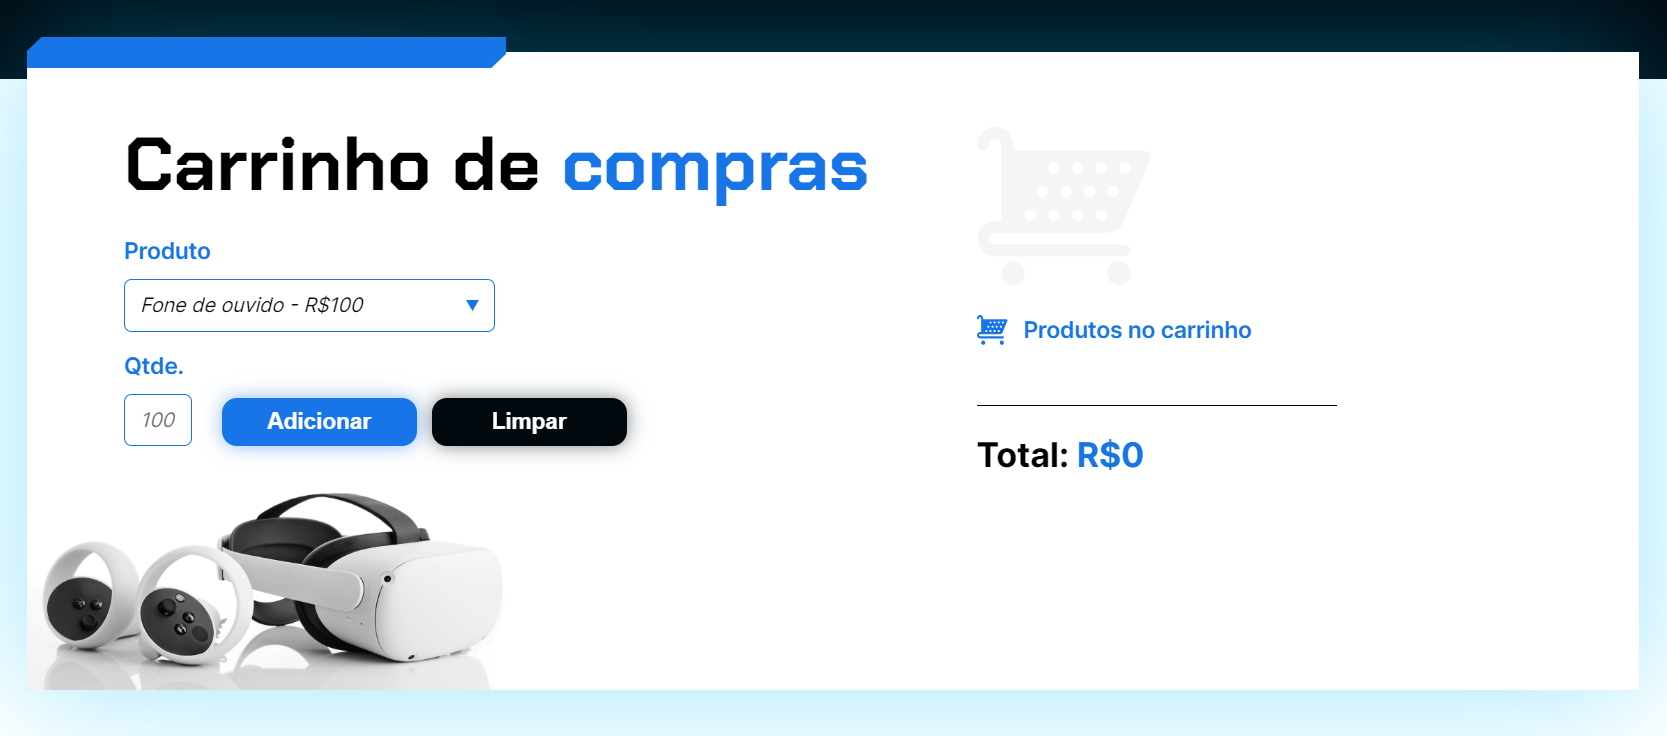 Carrinho de compras
Produto
Fone de ouvido - R$100
Qtde.
100
Adicionar
Limpar
Produtos no carrinho
Total: R$0